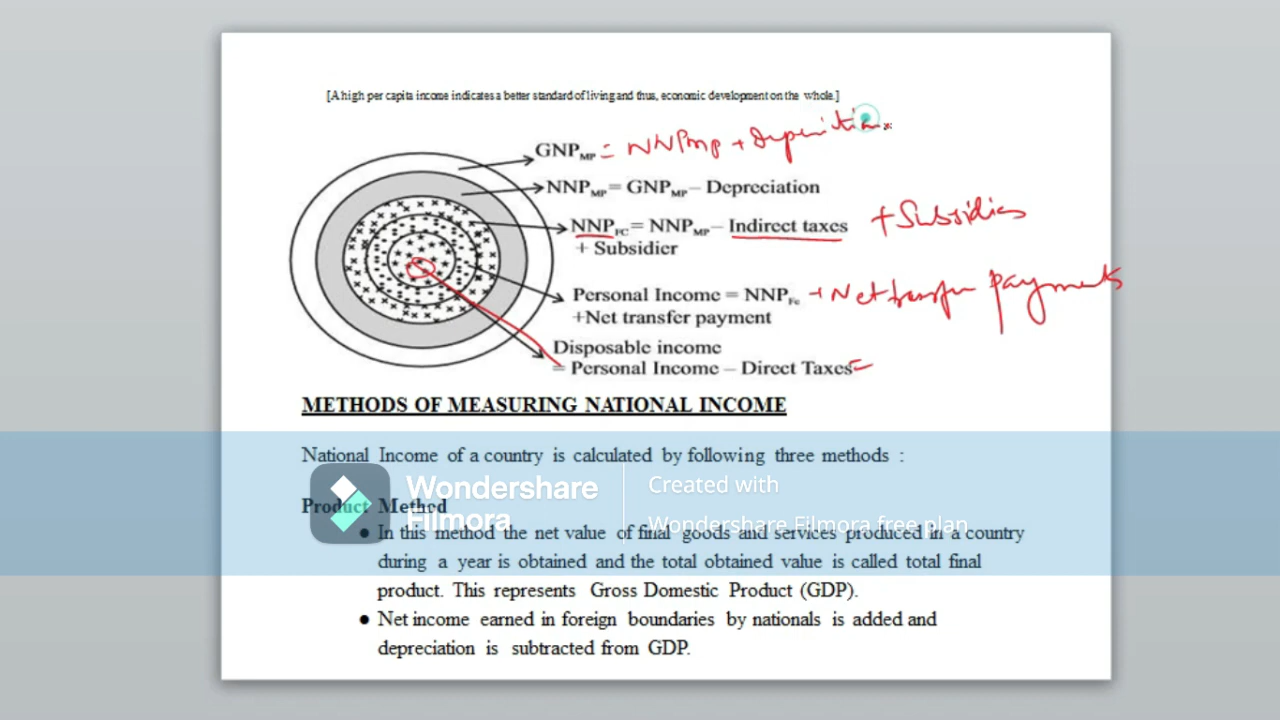 [A high per capita income indicates a better standard of living and thus, economic development on the whole.]
GNPMP = NNPmp + Depriti
NNPMP = GNPMP – Depreciation
NNPFC = NNPMP – Indirect taxes + Subsidies
+ Subsidier
Personal Income = NNPFc + Net transfer payments
+Net transfer payment
Disposable income
= Personal Income – Direct Taxes
METHODS OF MEASURING NATIONAL INCOME
National Income of a country is calculated by following three methods :
Wondershare Filmora
Created with
Wondershare Filmora free plan
Product Method
● In this method the net value of final goods and services produced in a country
during a year is obtained and the total obtained value is called total final
product. This represents Gross Domestic Product (GDP).
● Net income earned in foreign boundaries by nationals is added and
depreciation is subtracted from GDP.